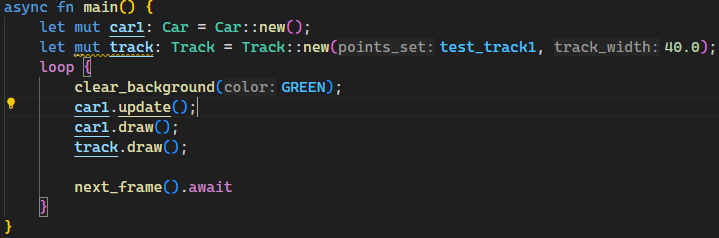 async fn main() {
    let mut car1: Car = Car::new();
    let mut track: Track = Track::new(points_set: test_track1, track_width: 40.0);
    loop {
        clear_background(color: GREEN);
        car1.update();
        car1.draw();
        track.draw();

        next_frame().await
    }
}